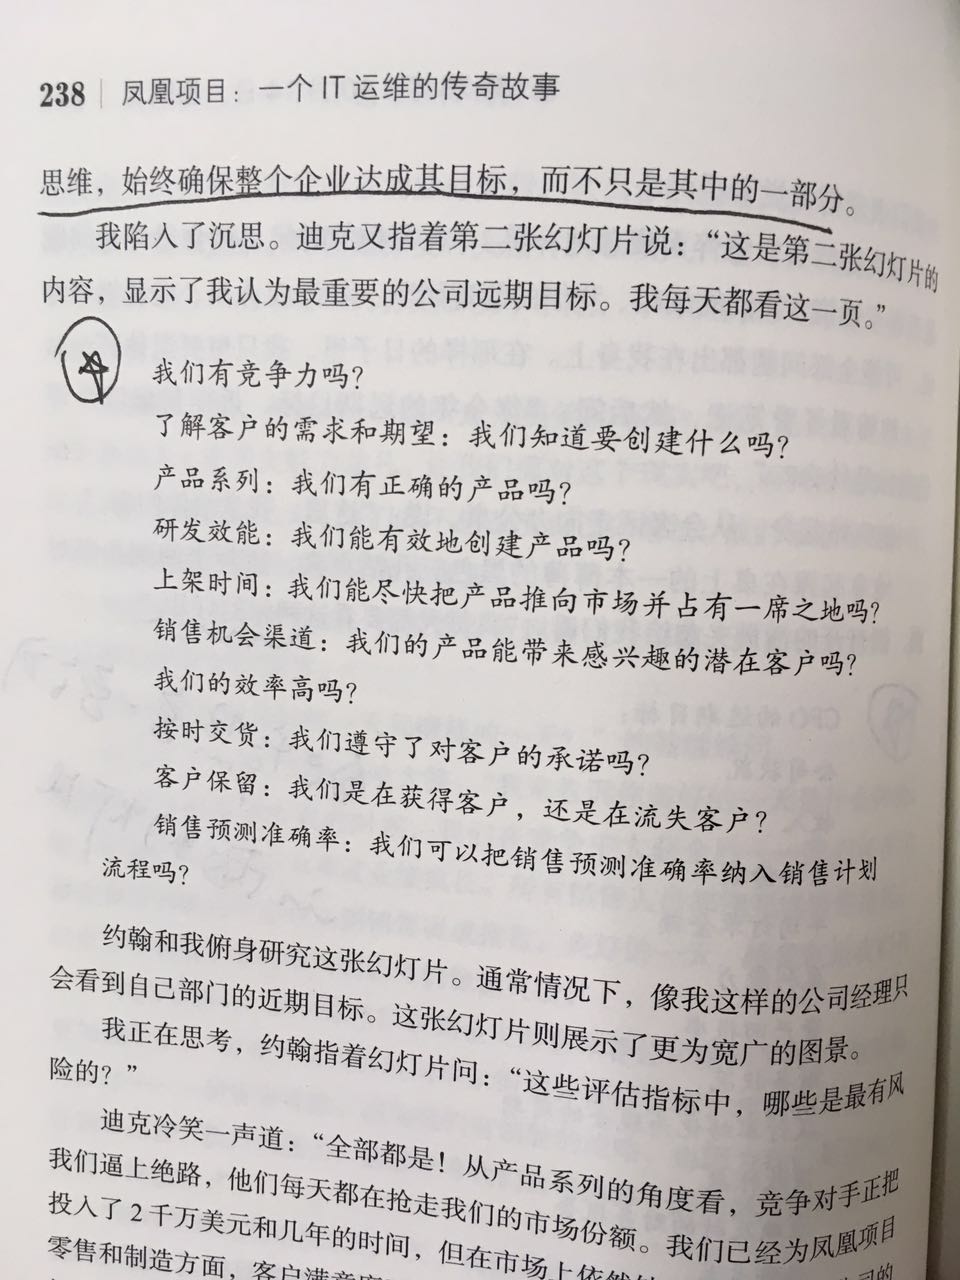 238 | 凤凰项目：一个 IT 运维的传奇故事
思维，始终确保整个企业达成其目标，而不只是其中的一部分。
我陷入了沉思。迪克又指着第二张幻灯片说：“这是第二张幻灯片的
内容，显示了我认为最重要的公司远期目标。我每天都看这一页。”
我们有竞争力吗？
了解客户的需求和期望：我们知道要创建什么吗？
产品系列：我们有正确的产品吗？
研发效能：我们能有效地创建产品吗？
上架时间：我们能尽快把产品推向市场并占有一席之地吗？
销售机会渠道：我们的产品能带来感兴趣的潜在客户吗？
我们的效率高吗？
按时交货：我们遵守了对客户的承诺吗？
客户保留：我们是在获得客户，还是在流失客户？
销售预测准确率：我们可以把销售预测准确率纳入销售计划
流程吗？
约翰和我俯身研究这张幻灯片。通常情况下，像我这样的公司经理只
会看到自己部门的近期目标。这张幻灯片则展示了更为宽广的图景。
我正在思考，约翰指着幻灯片问：“这些评估指标中，哪些是最有风
险的？”
迪克冷笑一声道：“全部都是！从产品系列的角度看，竞争对手正把
我们逼上绝路，他们每天都在抢走我们的市场份额。我们已经为凤凰项目
投入了 2 千万美元和几年的时间，但在市场上依然
零售和制造方面，客户满意度